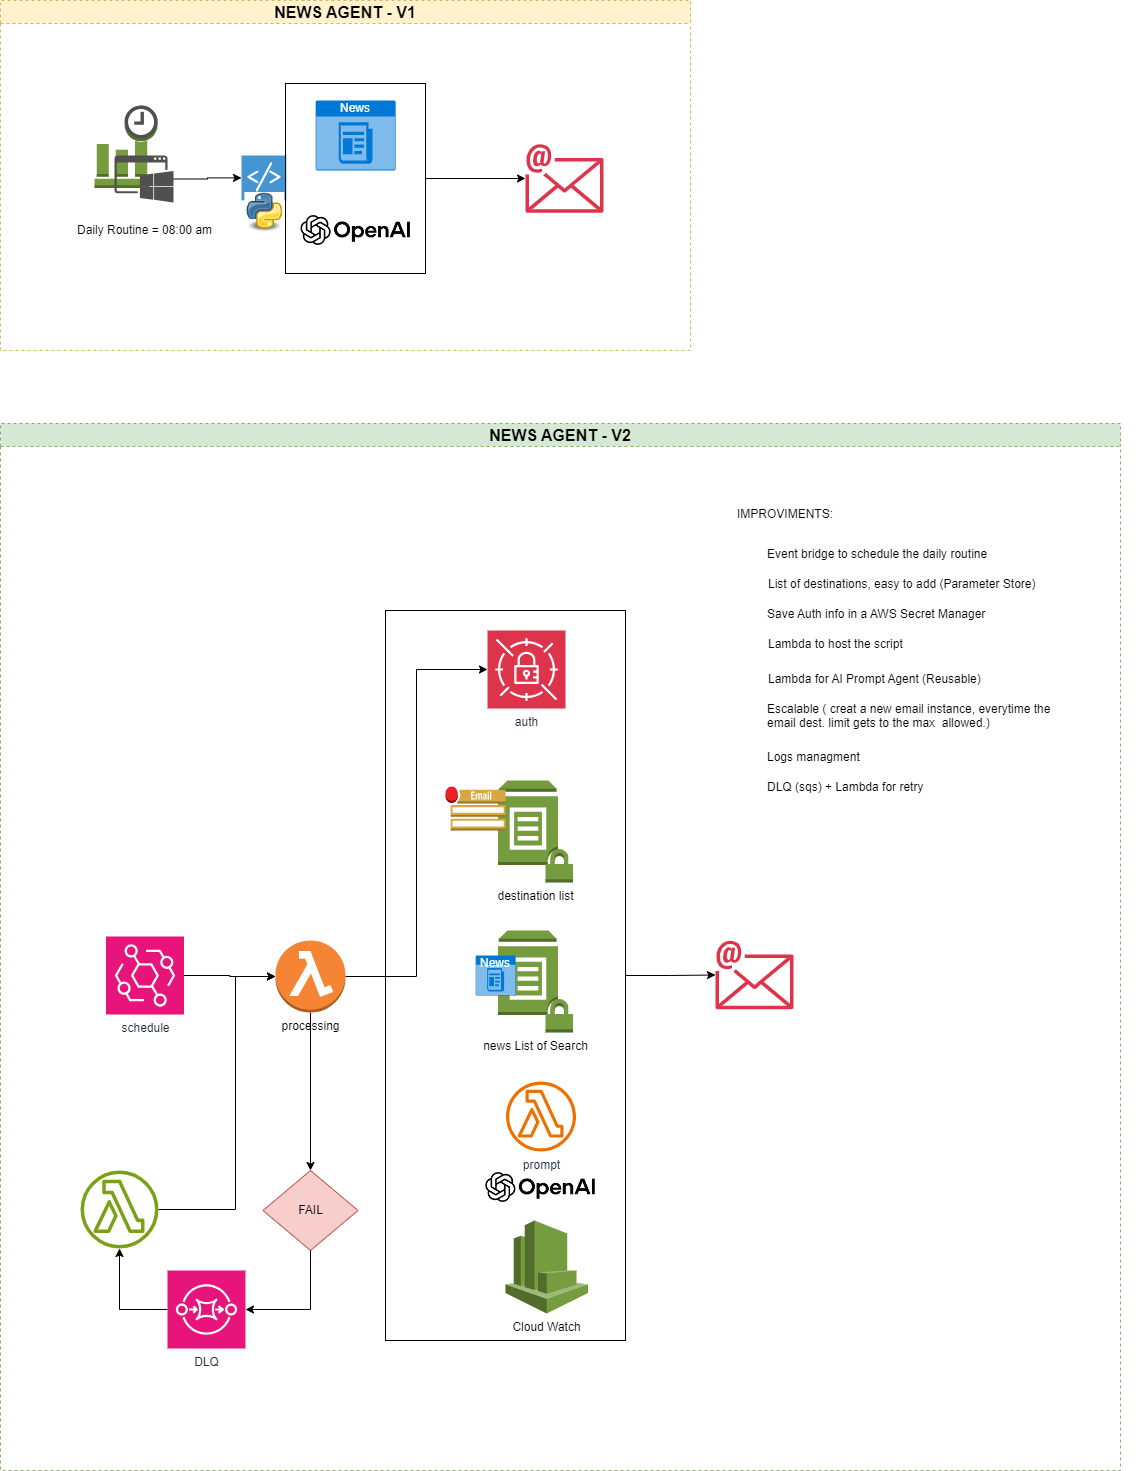 NEWS AGENT - V1
News
OpenAI
Daily Routine = 08:00 am
NEWS AGENT - V2
IMPROVIMENTS:
Event bridge to schedule the daily routine
List of destinations, easy to add (Parameter Store)
Save Auth info in a AWS Secret Manager
Lambda to host the script
Lambda for AI Prompt Agent (Reusable)
Escalable ( creat a new email instance, everytime the
email dest. limit gets to the max  allowed.)
Logs managment
DLQ (sqs) + Lambda for retry
auth
Email
destination list
News
news List of Search
schedule
processing
prompt
OpenAI
FAIL
Cloud Watch
DLQ